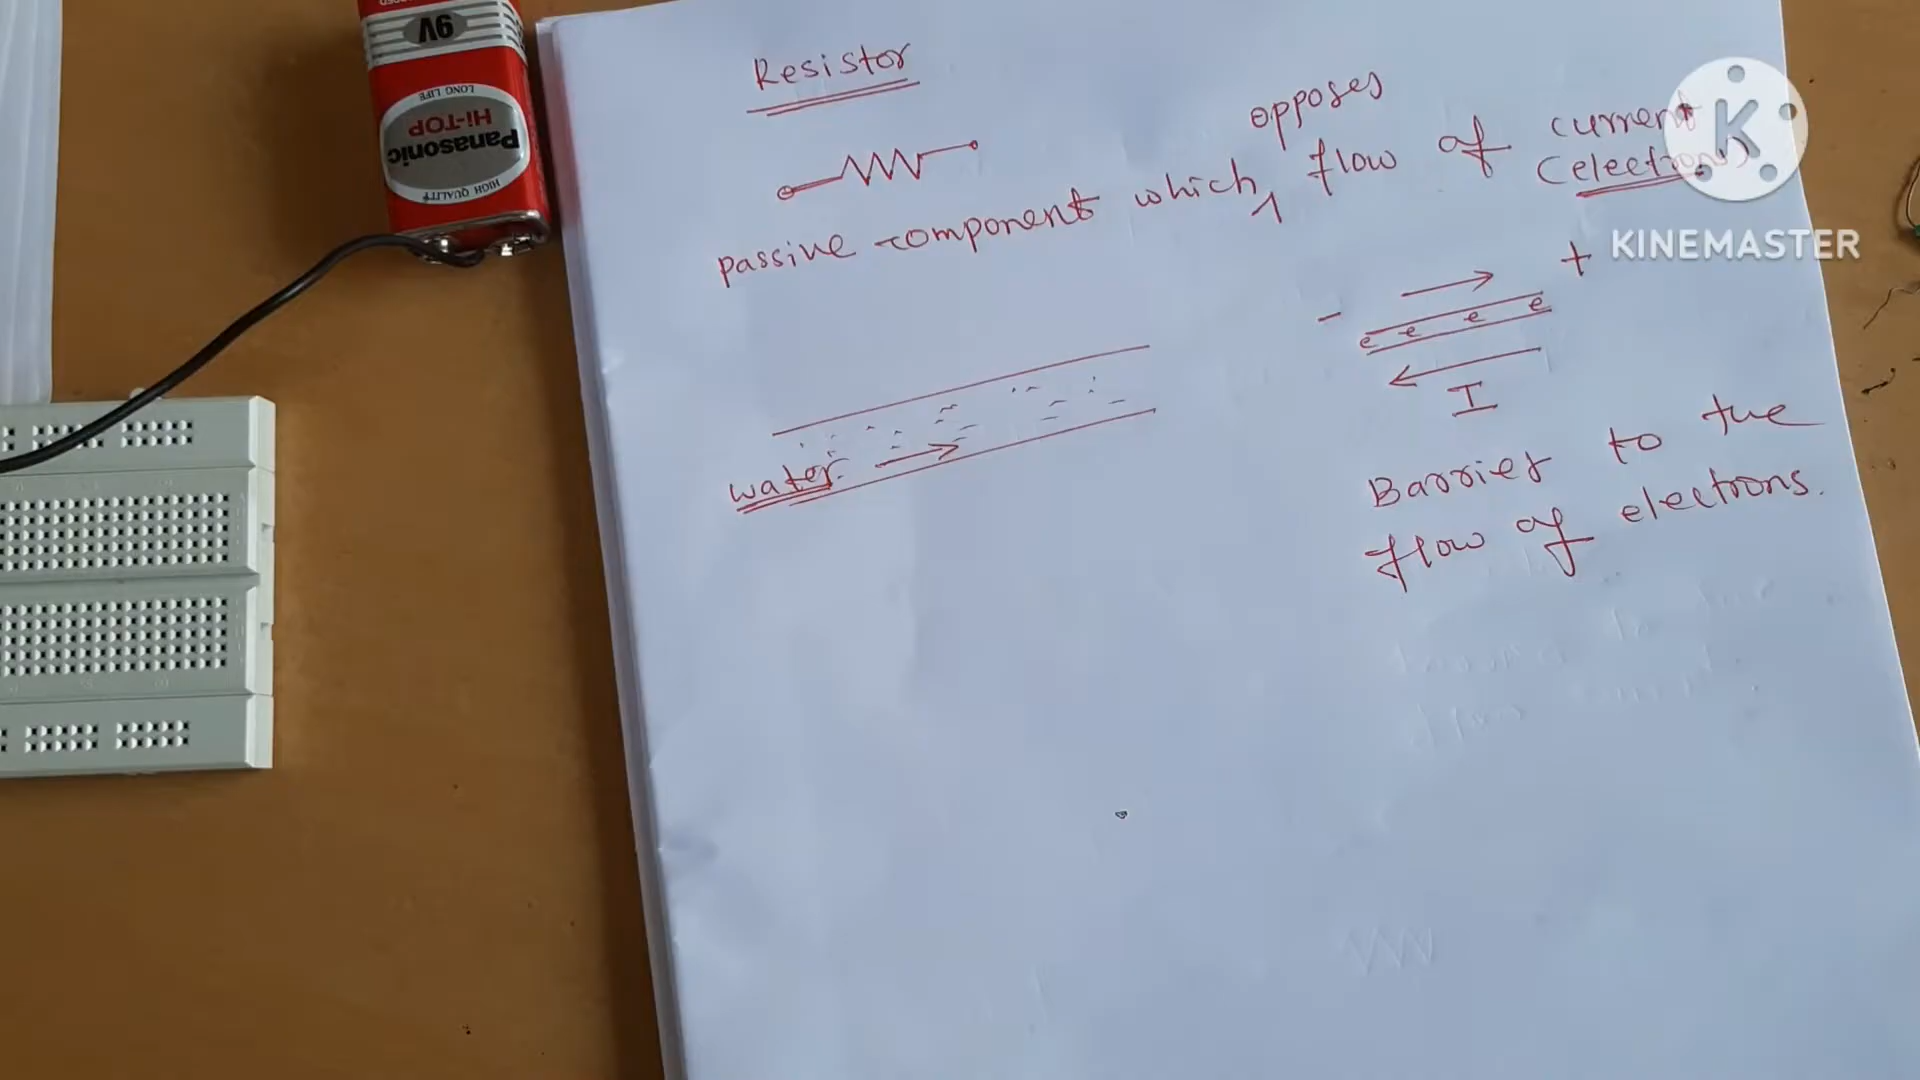 9V
LONG LIFE
Hi-TOP
Panasonic
HIGH QUALITY
Resistor
opposes
passive component which flow of current
(electrons)
K
KINEMASTER
- +
e e e e
I
water
Barrier to the
flow of electrons.